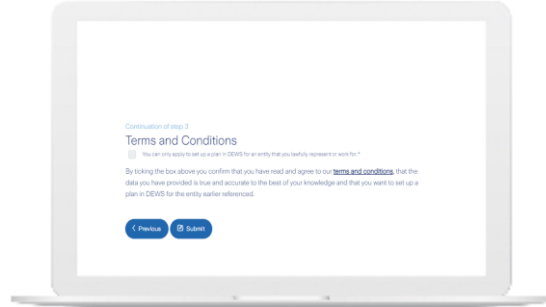 Continuation of step 3
Terms and Conditions
You can only apply to set up a plan in DEWS for an entity that you lawfully represent or work for. *
By ticking the box above you confirm that you have read and agree to our terms and conditions, that the
data you have provided is true and accurate to the best of your knowledge and that you want to set up a
plan in DEWS for the entity earlier referenced.
Previous
Submit